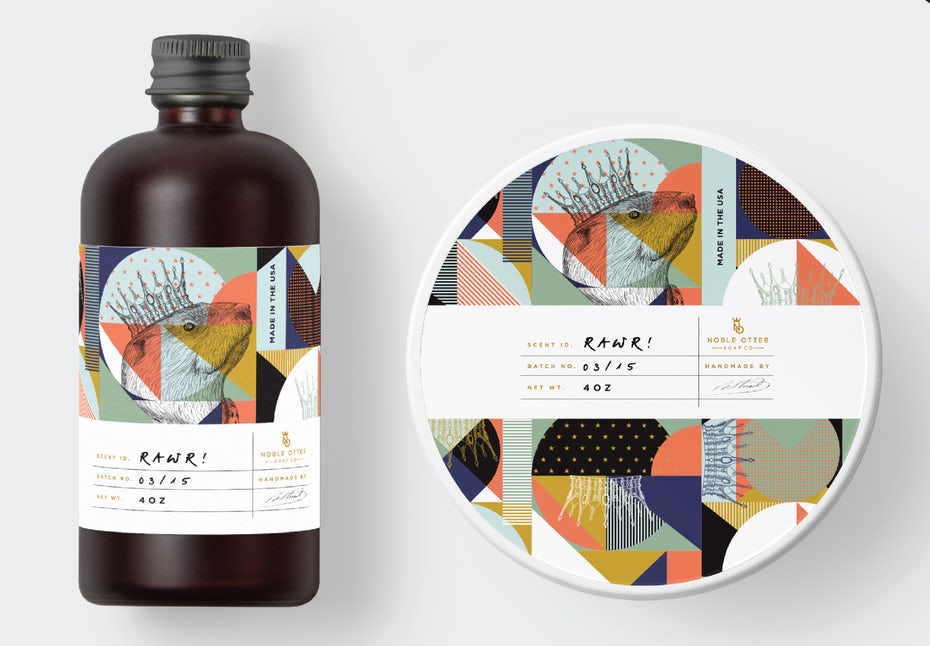 MADE IN THE USA
SCENT ID. RAWR!
BATCH NO. 03/15
NET WT. 4OZ
NOBLE OTTER
SOAP CO.
HANDMADE BY
MADE IN THE USA
SCENT ID. RAWR!
BATCH NO. 03/15
NET WT. 4OZ
NOBLE OTTER
SOAP CO.
HANDMADE BY